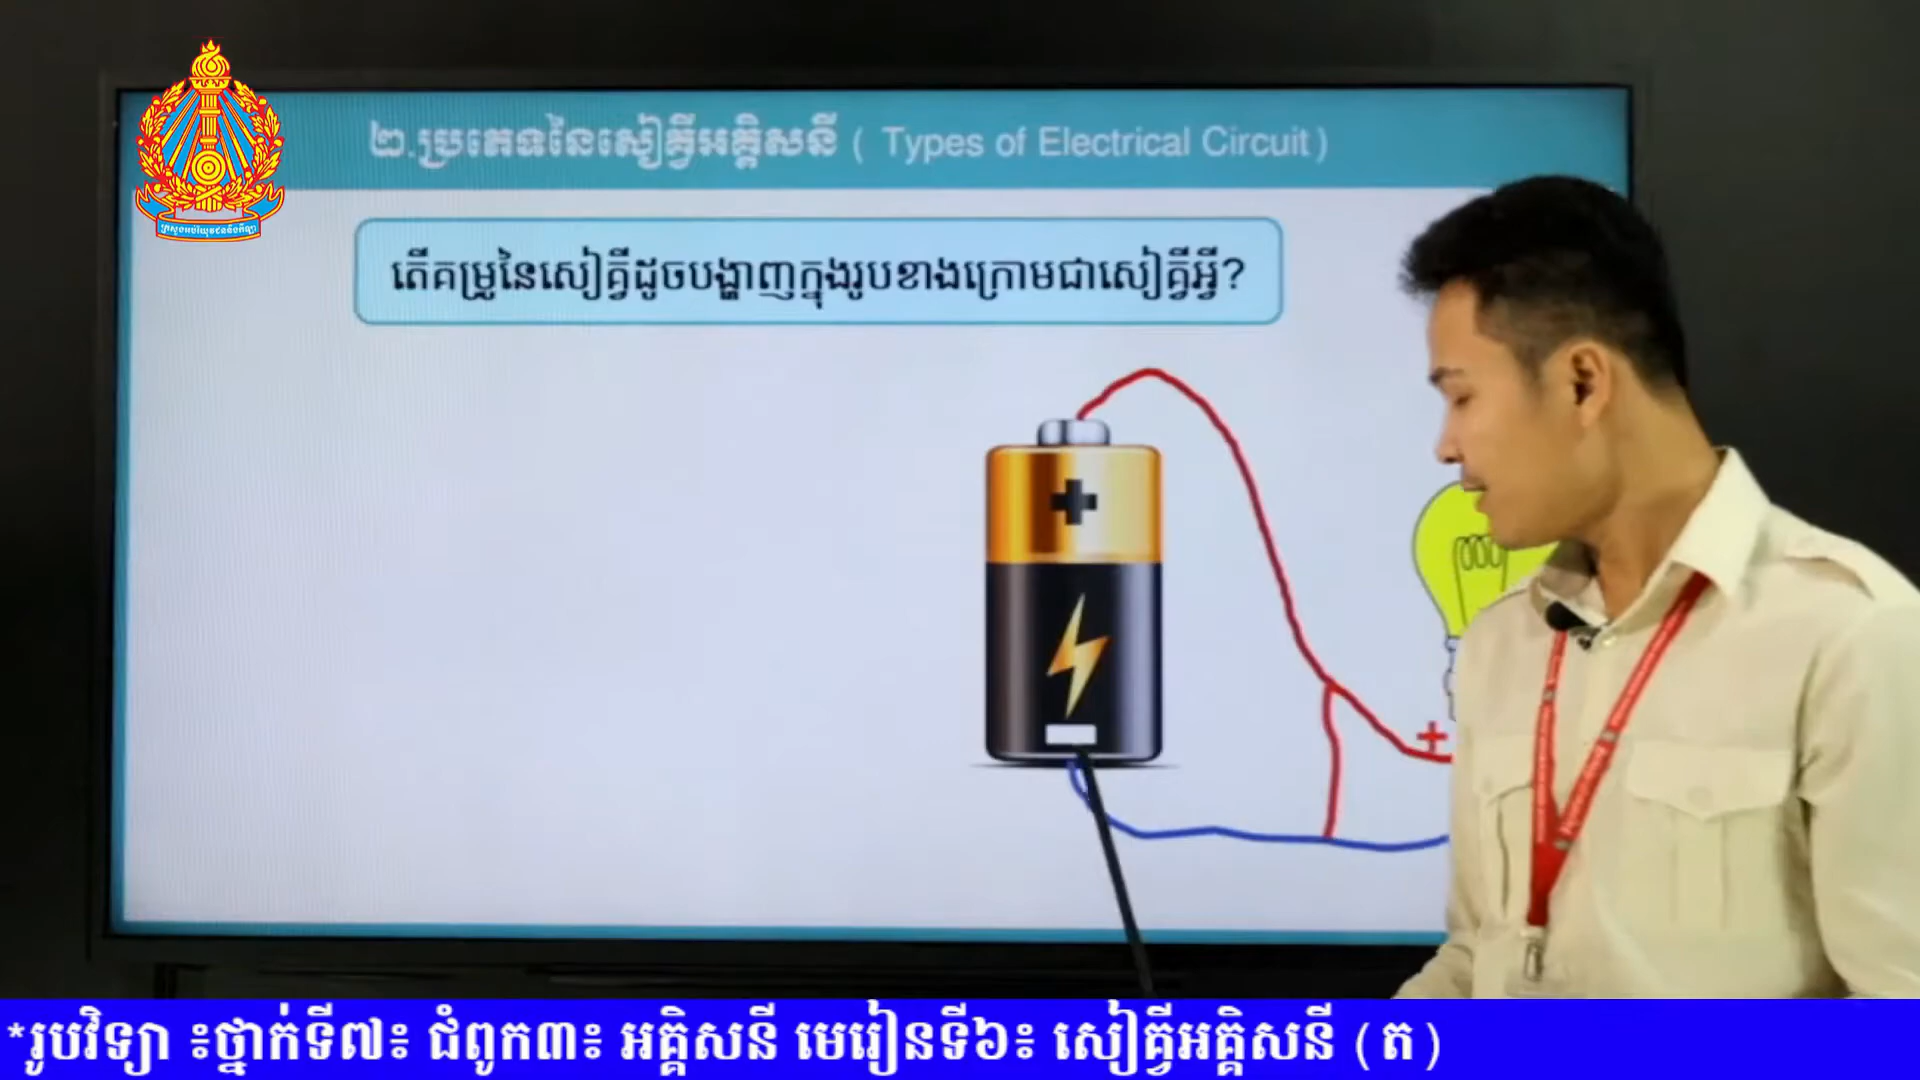 ២.ប្រភេទនៃសៀគ្វីអគ្គិសនី ( Types of Electrical Circuit )
តើគម្រូនៃសៀគ្វីដូចបង្ហាញក្នុងរូបខាងក្រោមជាសៀគ្វីអ្វី?
+
+
*រូបវិទ្យា ៖ថ្នាក់ទី៧៖ ជំពូក៣៖ អគ្គិសនី មេរៀនទី៦៖ សៀគ្វីអគ្គិសនី (ត)